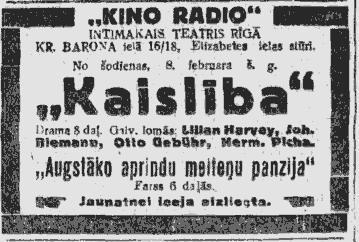 „KINO RADIO“
INTIMAKAIS TEATRIS RĪGĀ
KR. BARONA ielā 16/18, Elizabetes ielas stūrī.
No šodienas, 8. februara š. g.
„Kaislība“
Drama 8 daļ. Galv. lomās: Lilian Harvey, Joh.
Riemann, Otto Gebühr, Herm. Picha.
„Augstāko aprindu meiteņu panzija“
Farss 6 daļās.
Jaunatnei ieeja aizliegta.